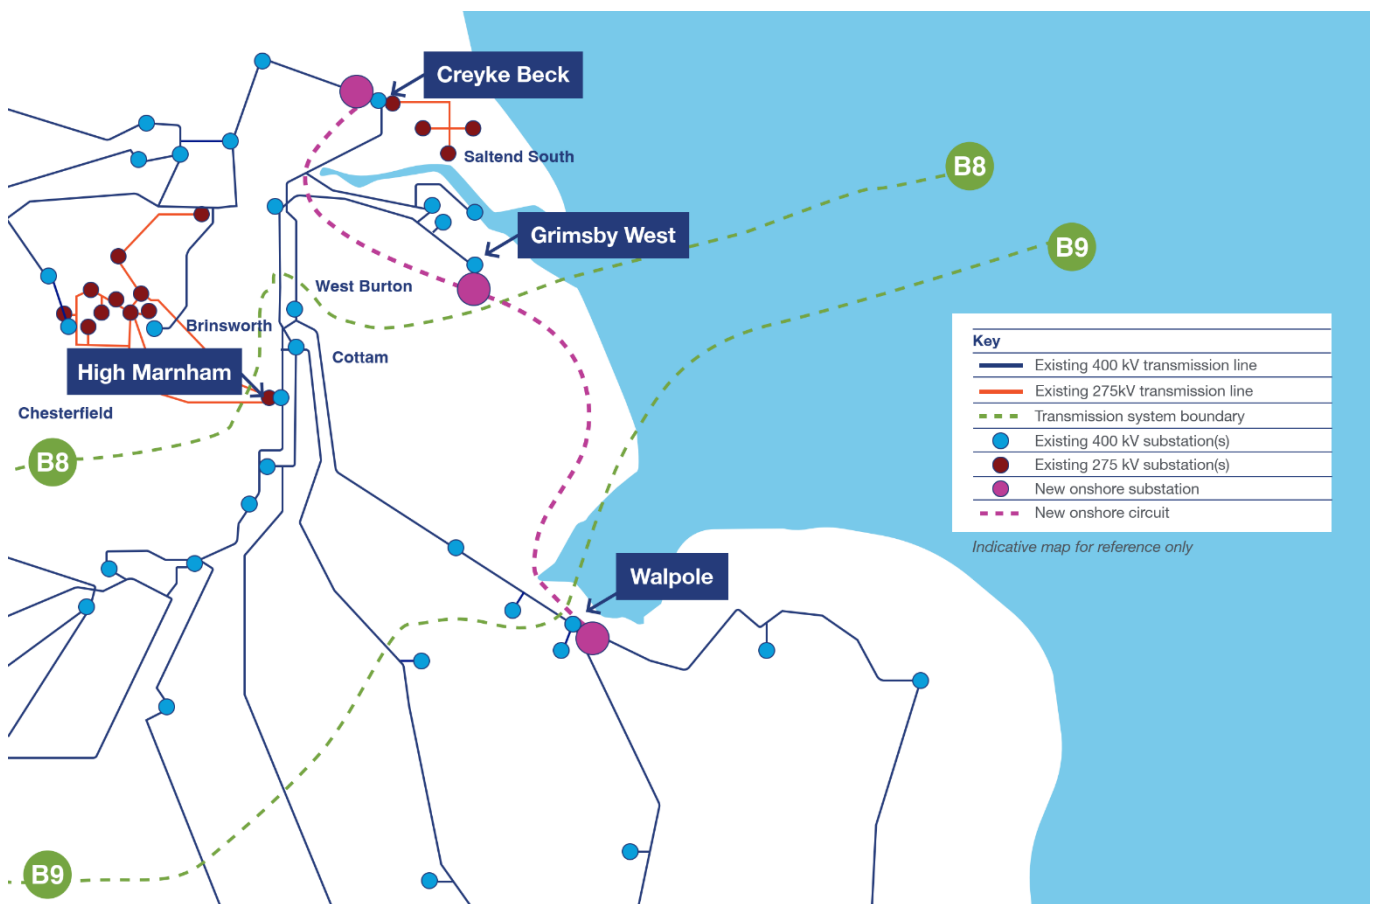 Creyke Beck
Saltend South
B8
Grimsby West
B9
West Burton
Brinsworth
Cottam
High Marnham
Chesterfield
B8
Key
Existing 400 kV transmission line
Existing 275kV transmission line
Transmission system boundary
Existing 400 kV substation(s)
Existing 275 kV substation(s)
New onshore substation
New onshore circuit
Indicative map for reference only
Walpole
B9